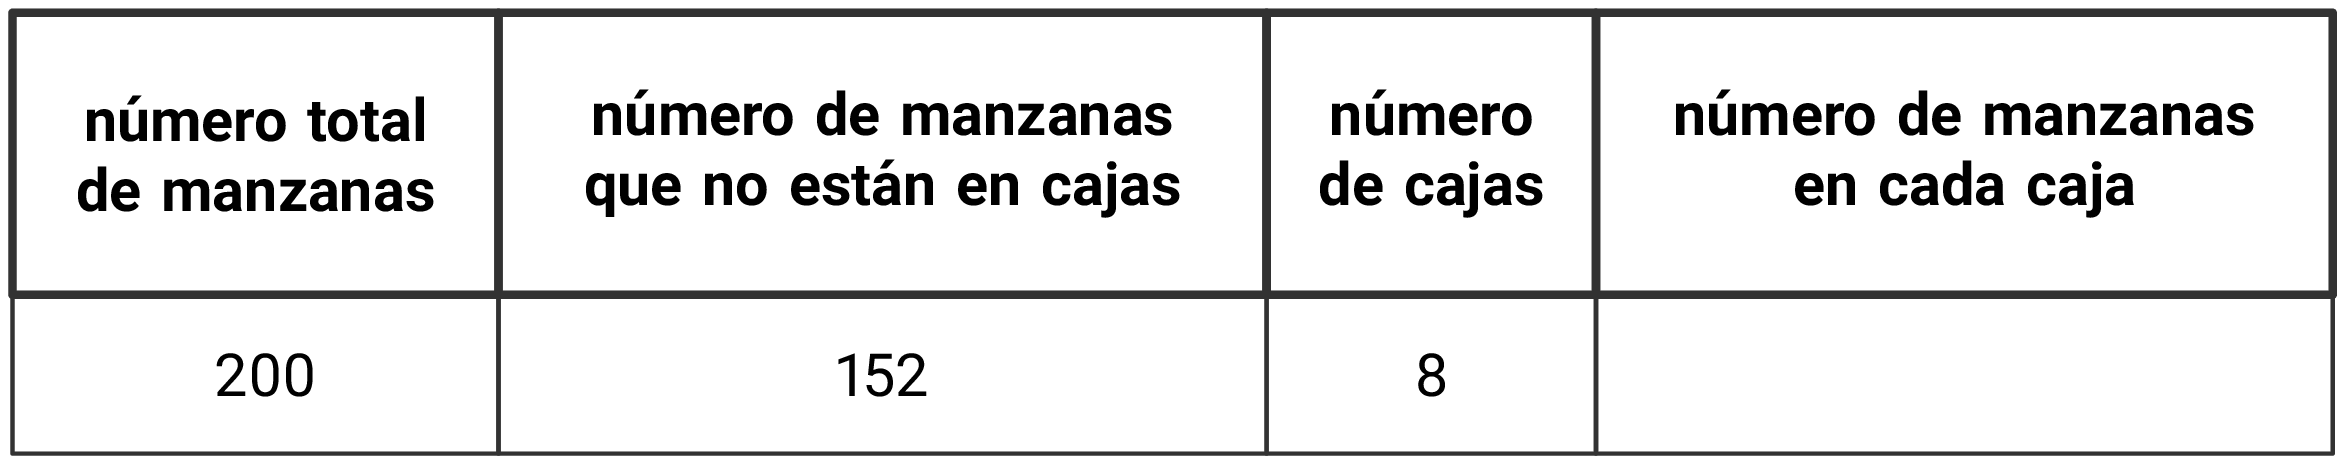 número total
de manzanas
número de manzanas
que no están en cajas
número
de cajas
número de manzanas
en cada caja
200
152
8